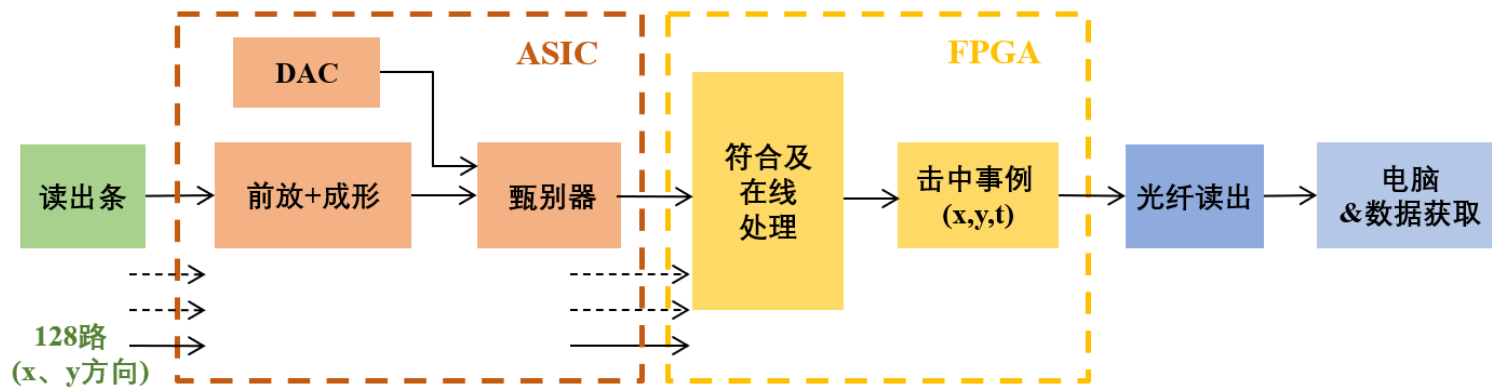 ASIC
FPGA
DAC
读出条
前放+成形
甄别器
符合及
在线
处理
击中事例
(x,y,t)
光纤读出
电脑
&数据获取
128路
(x、y方向)